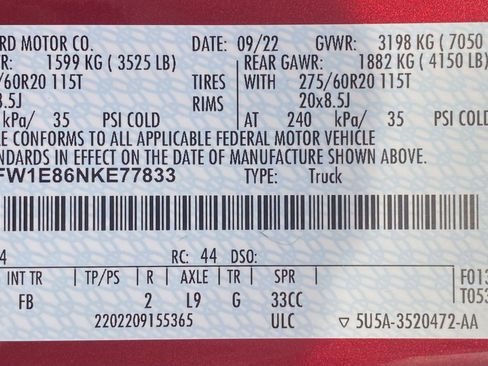 RD MOTOR CO. DATE: 09/22 GVWR: 3198 KG ( 7050
R: 1599 KG ( 3525 LB) REAR GAWR: 1882 KG ( 4150 LB)
/60R20 115T TIRES WITH 275/60R20 115T
8.5J RIMS 20x8.5J
kPa/ 35 PSI COLD AT 240 kPa/ 35 PSI COLD
E CONFORMS TO ALL APPLICABLE FEDERAL MOTOR VEHICLE
ANDARDS IN EFFECT ON THE DATE OF MANUFACTURE SHOWN ABOVE.
FW1E86NKE77833 TYPE: Truck
4 RC: 44 DSO:
INT TR TP/PS R AXLE TR SPR F013
FB 2 L9 G 33CC T053
2202209155365 ULC ▽ 5U5A-3520472-AA